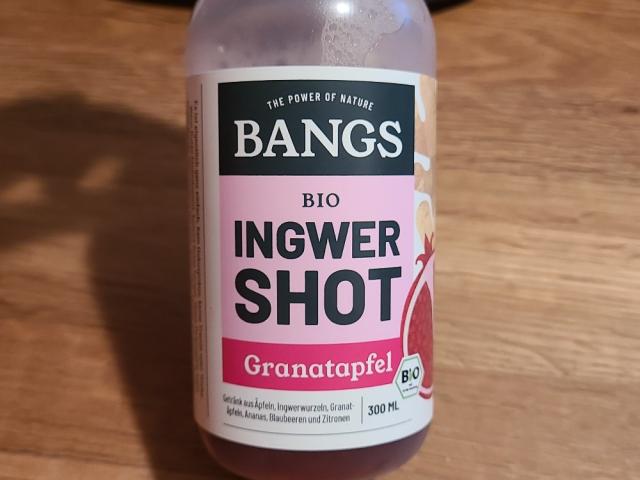 THE POWER OF NATURE
BANGS
BIO
INGWER
SHOT
Granatapfel
BIO
Getränk aus Äpfeln, Ingwerwurzeln, Granat-
äpfeln, Ananas, Blaubeeren und Zitronen
300 ML